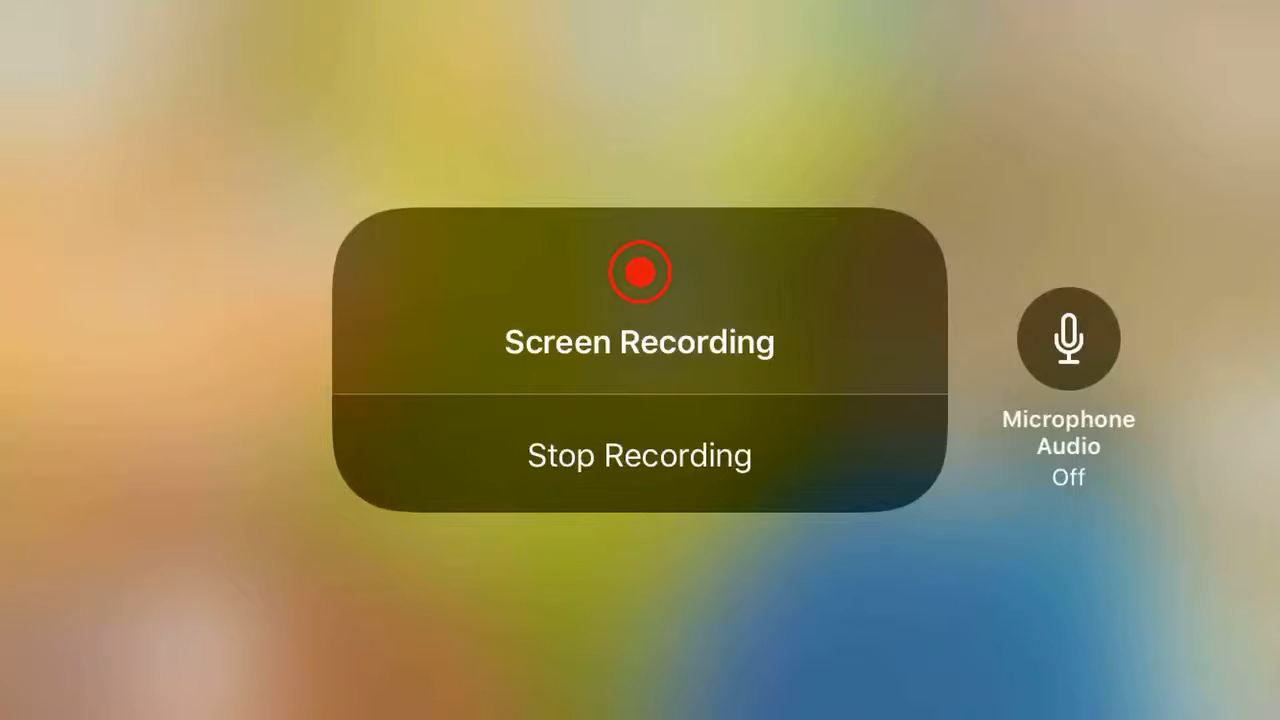 Screen Recording
Stop Recording
Microphone
Audio
Off